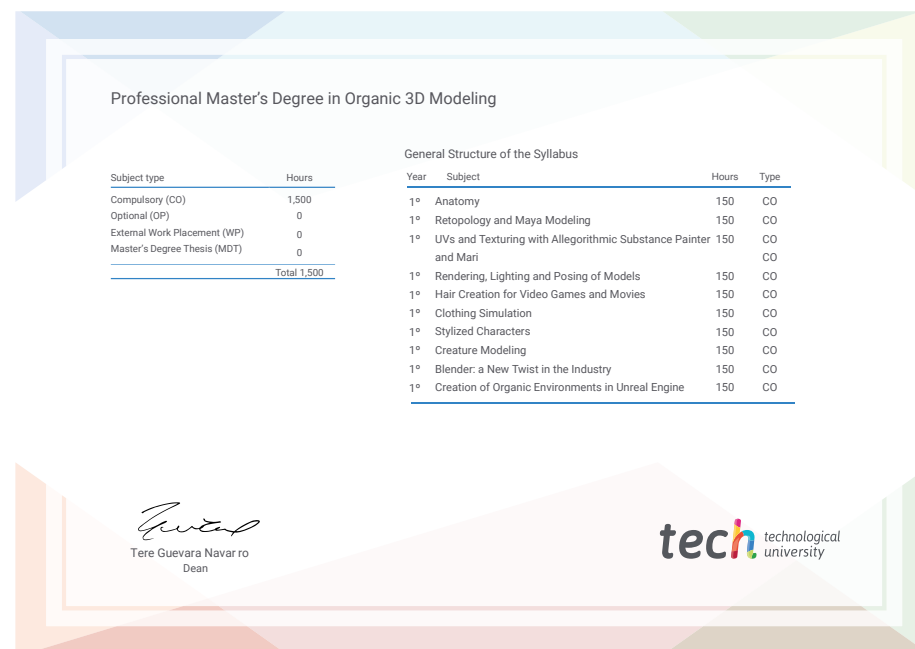 Professional Master's Degree in Organic 3D Modeling
Subject type Hours
Compulsory (CO) 1,500
Optional (OP) 0
External Work Placement (WP) 0
Master's Degree Thesis (MDT) 0
Total 1,500
General Structure of the Syllabus
Year Subject Hours Type
1º Anatomy 150 CO
1º Retopology and Maya Modeling 150 CO
1º UVs and Texturing with Allegorithmic Substance Painter 150 CO
and Mari CO
1º Rendering, Lighting and Posing of Models 150 CO
1º Hair Creation for Video Games and Movies 150 CO
1º Clothing Simulation 150 CO
1º Stylized Characters 150 CO
1º Creature Modeling 150 CO
1º Blender: a New Twist in the Industry 150 CO
1º Creation of Organic Environments in Unreal Engine 150 CO
Tere Guevara Navar ro
Dean
tech technological
university